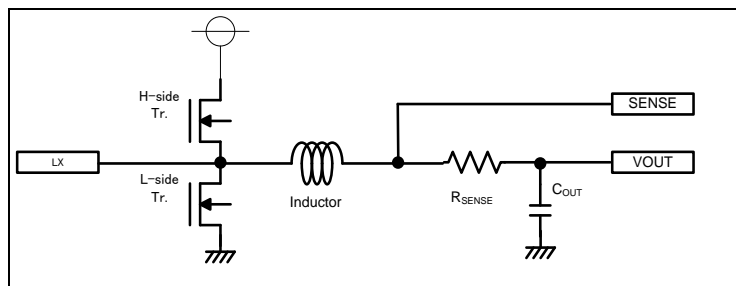 H-side
Tr.
SENSE
LX
VOUT
L-side
Tr.
Inductor
RSENSE
COUT